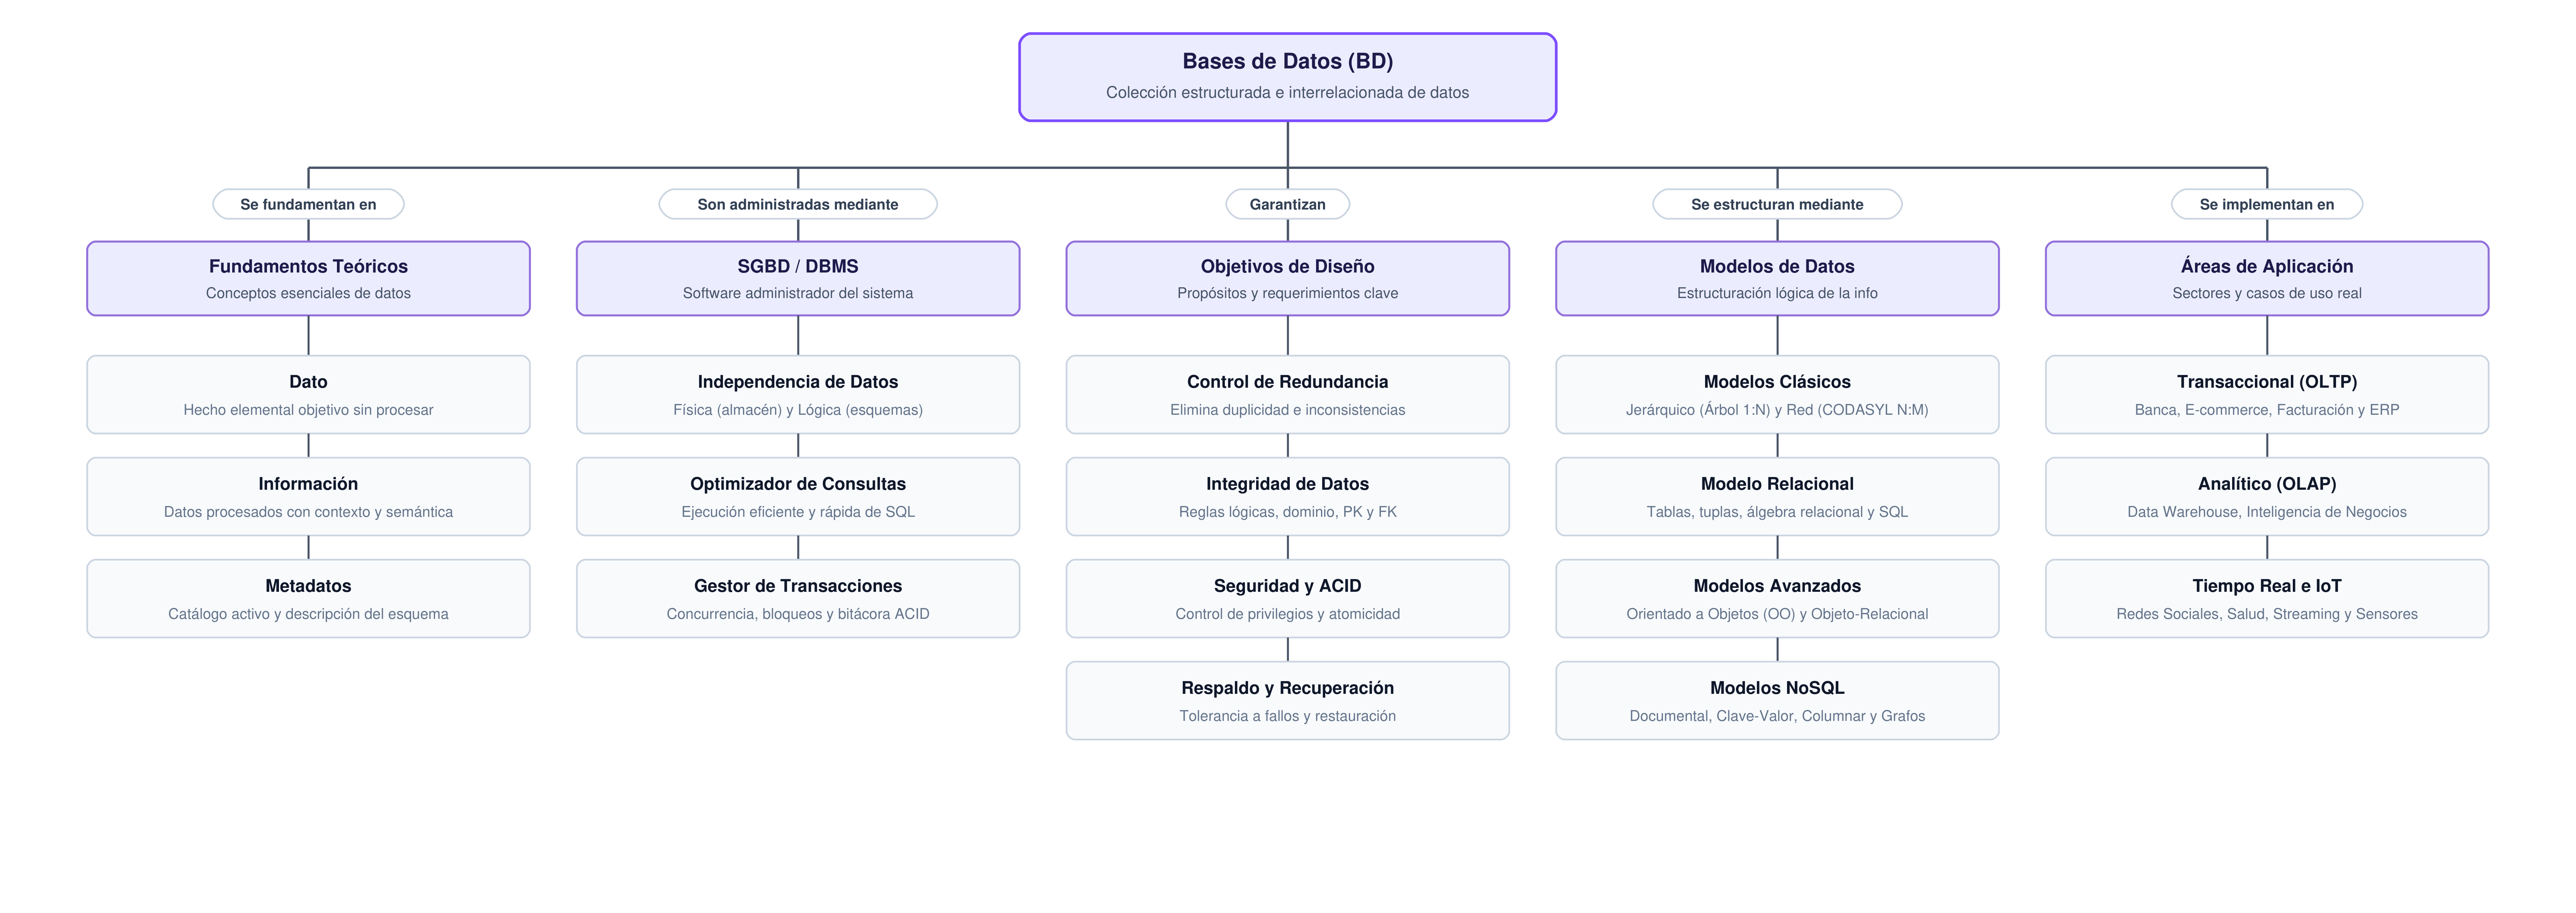 Bases de Datos (BD)
Colección estructurada e interrelacionada de datos
Se fundamentan en
Fundamentos Teóricos
Conceptos esenciales de datos
Dato
Hecho elemental objetivo sin procesar
Información
Datos procesados con contexto y semántica
Metadatos
Catálogo activo y descripción del esquema
Son administradas mediante
SGBD / DBMS
Software administrador del sistema
Independencia de Datos
Física (almacén) y Lógica (esquemas)
Optimizador de Consultas
Ejecución eficiente y rápida de SQL
Gestor de Transacciones
Concurrencia, bloqueos y bitácora ACID
Garantizan
Objetivos de Diseño
Propósitos y requerimientos clave
Control de Redundancia
Elimina duplicidad e inconsistencias
Integridad de Datos
Reglas lógicas, dominio, PK y FK
Seguridad y ACID
Control de privilegios y atomicidad
Respaldo y Recuperación
Tolerancia a fallos y restauración
Se estructuran mediante
Modelos de Datos
Estructuración lógica de la info
Modelos Clásicos
Jerárquico (Árbol 1:N) y Red (CODASYL N:M)
Modelo Relacional
Tablas, tuplas, álgebra relacional y SQL
Modelos Avanzados
Orientado a Objetos (OO) y Objeto-Relacional
Modelos NoSQL
Documental, Clave-Valor, Columnar y Grafos
Se implementan en
Áreas de Aplicación
Sectores y casos de uso real
Transaccional (OLTP)
Banca, E-commerce, Facturación y ERP
Analítico (OLAP)
Data Warehouse, Inteligencia de Negocios
Tiempo Real e IoT
Redes Sociales, Salud, Streaming y Sensores